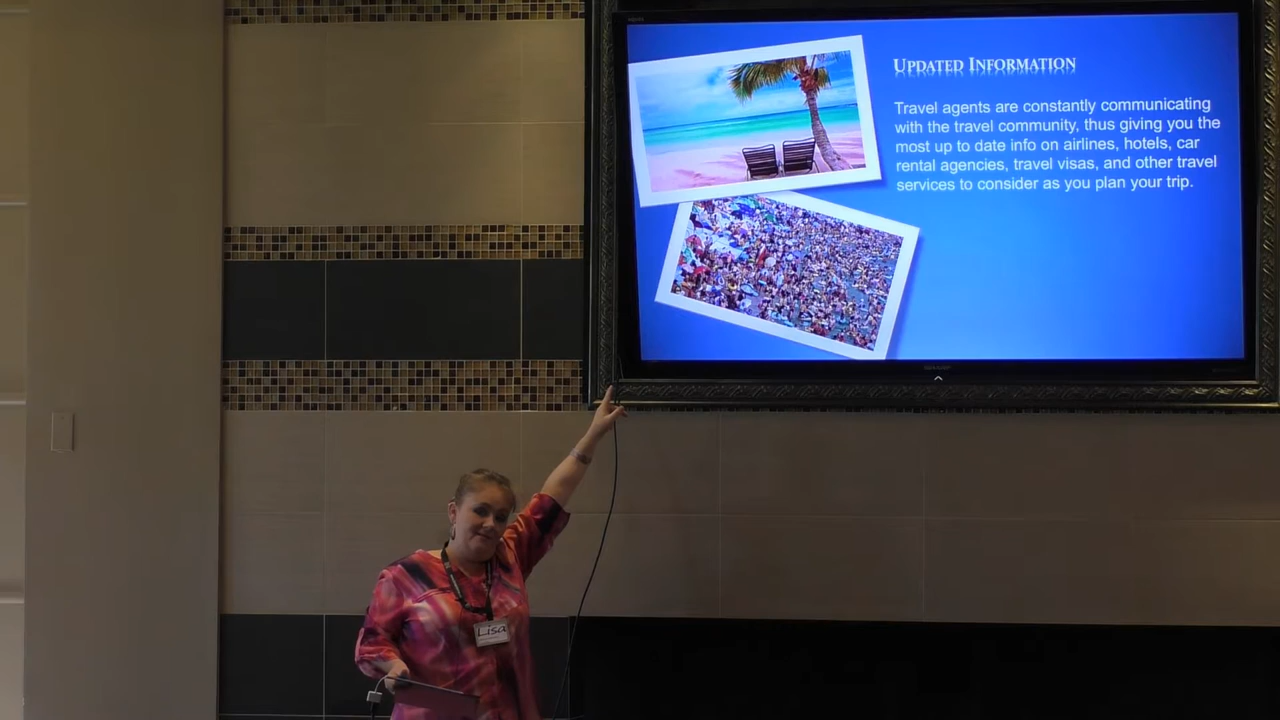 UPDATED INFORMATION
Travel agents are constantly communicating
with the travel community, thus giving you the
most up to date info on airlines, hotels, car
rental agencies, travel visas, and other travel
services to consider as you plan your trip.
SHARP
Lisa